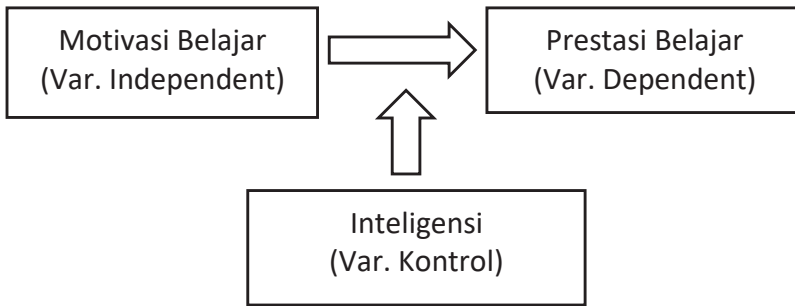 Motivasi Belajar
(Var. Independent)
Prestasi Belajar
(Var. Dependent)
Inteligensi
(Var. Kontrol)